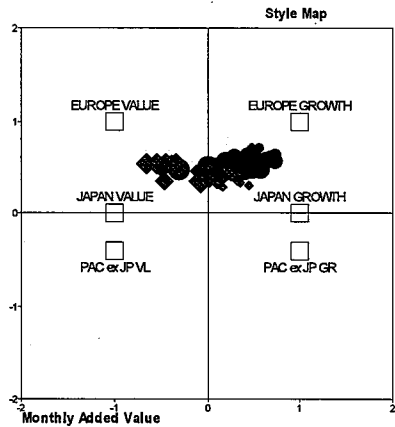 Style Map
2
EUROPE VALUE EUROPE GROWTH
1
JAPAN VALUE JAPAN GROWTH
0
PAC ex JP VL PAC ex JP GR
-1
-2
-2 -1 0 1 2
Monthly Added Value